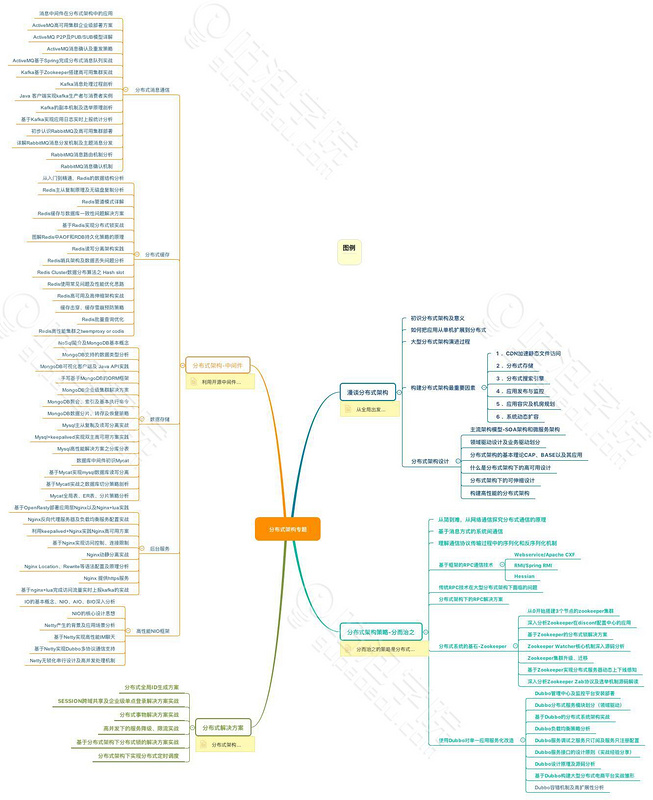 消息中间件在分布式架构中的应用
ActiveMQ高可用集群企业级部署方案
ActiveMQ P2P及PUB/SUB模型详解
ActiveMQ消息确认及重发策略
ActiveMQ基于Spring完成分布式消息队列实战
Kafka基于Zookeeper搭建高可用集群实战
Kafka消息处理过程剖析
Java 客户端实现kafka生产者与消费者实例
Kafka的副本机制及选举原理剖析
基于Kafka实现应用日志实时上报统计分析
初步认识RabbitMQ及高可用集群部署
详解RabbitMQ消息分发机制及主题消息分发
RabbitMQ消息路由机制分析
RabbitMQ消息确认机制
分布式消息通信
从入门到精通、Redis的数据结构分析
Redis主从复制原理及无磁盘复制分析
Redis管道模式详解
Redis缓存与数据库一致性问题解决方案
基于Redis实现分布式锁实战
图解Redis中AOF和RDB持久化策略的原理
Redis读写分离架构实践
Redis哨兵架构及数据丢失问题分析
Redis Cluster数据分布算法之 Hash slot
Redis使用常见问题及性能优化思路
Redis高可用及高伸缩架构实战
缓存击穿、缓存雪崩预防策略
Redis批量查询优化
Redis高性能集群之Twemproxy or codis
分布式缓存
NoSql简介及MongoDB基本概念
MongoDB支持的数据类型分析
MongoDB可视化客户端及 Java API实践
手写基于MongoDB的ORM框架
MongoDB企业级集群解决方案
MongoDB聚合、索引及基本执行命令
MongoDB数据分片、转存及恢复策略
Mysql主从复制及读写分离实战
Mysql+keepalived实现双主高可用方案实践
Mysql高性能解决方案之分库分表
数据库中间件初识Mycat
基于Mycat实现mysql数据库读写分离
基于Mycat实战之数据库切分策略剖析
Mycat全局表、ER表、分片策略分析
数据存储
基于OpenResty部署应用层Nginx以及Nginx+lua实践
Nginx反向代理服务器及负载均衡服务配置实战
利用keepalived+Nginx实践Nginx高可用方案
基于Nginx实现访问控制、连接限制
Nginx动静分离实战
Nginx Location、Rewrite等语法配置及原理分析
Nginx 提供https服务
基于nginx+lua完成访问流量实时上报kafka的实战
后台服务
IO的基本概念、NIO、AIO、BIO深入分析
NIO的核心设计思想
Netty产生的背景及应用场景分析
基于Netty实现高性能IM聊天
基于Netty实现Dubbo多协议通信支持
Netty无锁化串行设计及高并发处理机制
高性能NIO框架
分布式架构-中间件
利用开源中间件...
分布式全局ID生成方案
SESSION跨域共享及企业级单点登录解决方案实战
分布式事物解决方案实战
高并发下的服务降级、限流实战
基于分布式架构下分布式锁的解决方案实战
分布式架构下实现分布式定时调度
分布式解决方案
分布式架构...
分布式架构专题
图例
漫谈分布式架构
从全局出发...
初识分布式架构及意义
如何把应用从单机扩展到分布式
大型分布式架构演进过程
构建分布式架构最重要因素
1 、CDN加速静态文件访问
2 、分布式存储
3 、分布式搜索引擎
4 、应用发布与监控
5 、应用容灾及机房规划
6 、系统动态扩容
分布式架构设计
主流架构模型-SOA架构和微服务架构
领域驱动设计及业务驱动划分
分布式架构的基本理论CAP、BASE以及其应用
什么是分布式架构下的高可用设计
分布式架构下的可伸缩设计
构建高性能的分布式架构
分布式架构策略-分而治之
分而治之的策略是分布式...
从简到难、从网络通信探究分布式通信的原理
基于消息方式的系统间通信
理解通信协议传输过程中的序列化和反序列化机制
基于框架的RPC通信技术
Webservice/Apache CXF
RMI/Spring RMI
Hession
传统RPC技术在大型分布式架构下面临的问题
分布式架构下的RPC解决方案
分布式系统的基石-Zookeeper
从0开始搭建3个节点的zookeeper集群
深入分析Zookeeper在disconf配置中心的应用
基于Zookeeper的分布式锁解决方案
Zookeeper Watcher核心机制深入源码分析
Zookeeper集群升级、迁移
基于Zookeeper实现分布式服务器动态上下线感知
深入分析Zookeeper Zab协议及选举机制源码解读
使用Dubbo对单一应用服务化改造
Dubbo管理中心及监控平台安装部署
Dubbo分布式服务模块划分（领域驱动）
基于Dubbo的分布式系统架构实战
Dubbo负载均衡策略分析
Dubbo服务调试之服务只订阅及服务只注册配置
Dubbo服务接口的设计原则（实战经验分享）
Dubbo设计原理及源码分析
基于Dubbo构建大型分布式电商平台实战雏形
Dubbo容错机制及高扩展性分析